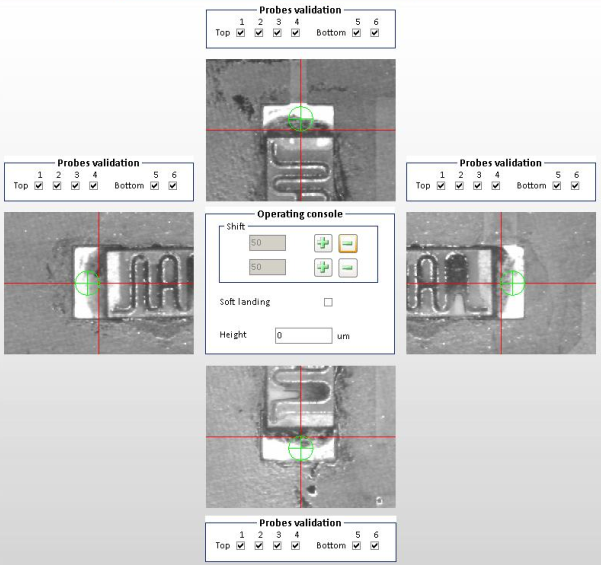 Probes validation
1 2 3 4 5 6
Top Bottom
Probes validation
1 2 3 4 5 6
Top Bottom
Probes validation
1 2 3 4 5 6
Top Bottom
Operating console
Shift
50
50
Soft landing
Height 0 um
Probes validation
1 2 3 4 5 6
Top Bottom